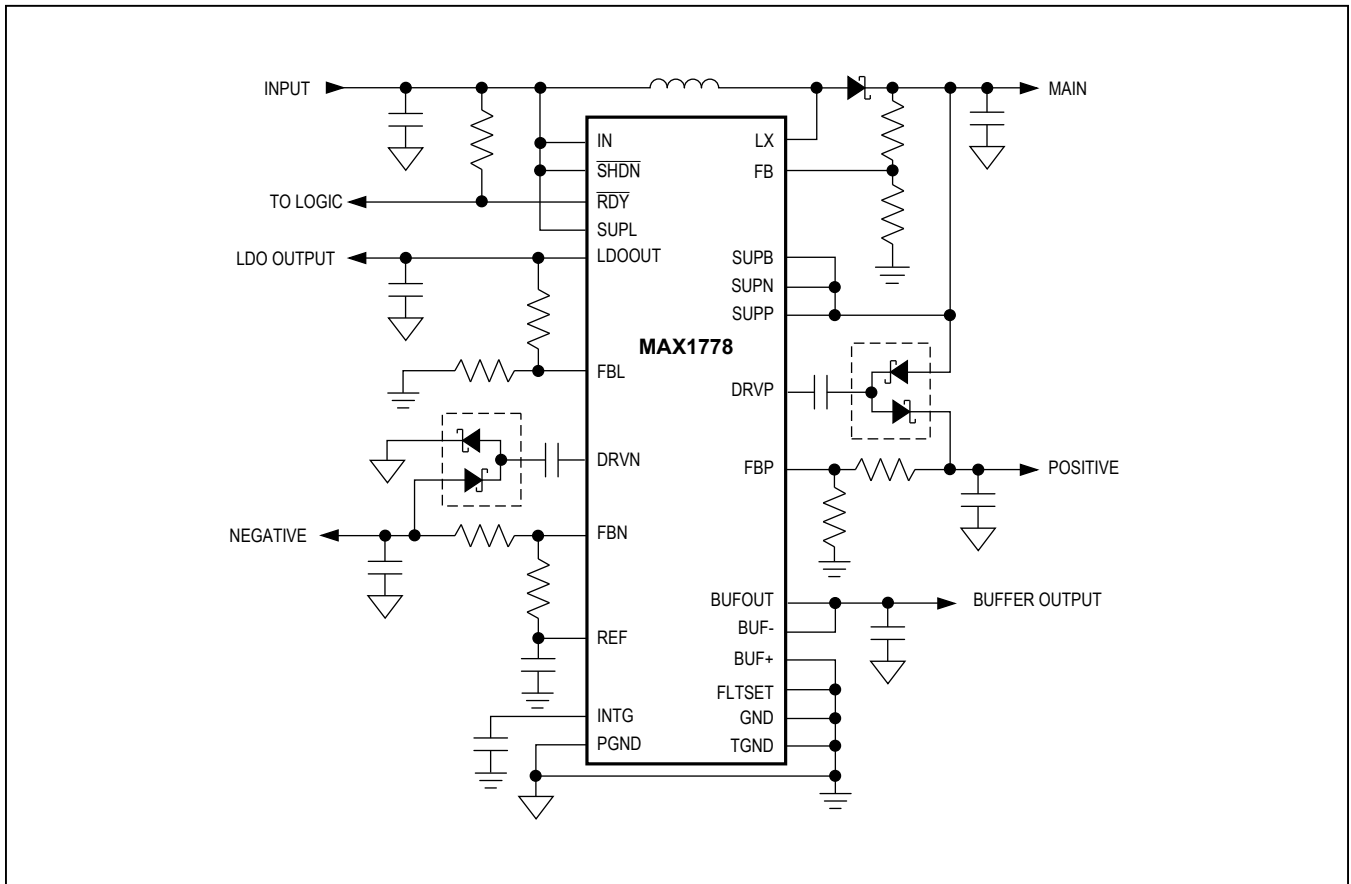 INPUT
MAIN
IN
LX
SHDN
FB
TO LOGIC
RDY
SUPL
LDO OUTPUT
LDOOUT
SUPB
SUPN
SUPP
MAX1778
FBL
DRVP
DRVN
FBP
POSITIVE
NEGATIVE
FBN
BUFOUT
BUFFER OUTPUT
BUF-
REF
BUF+
FLTSET
INTG
GND
PGND
TGND